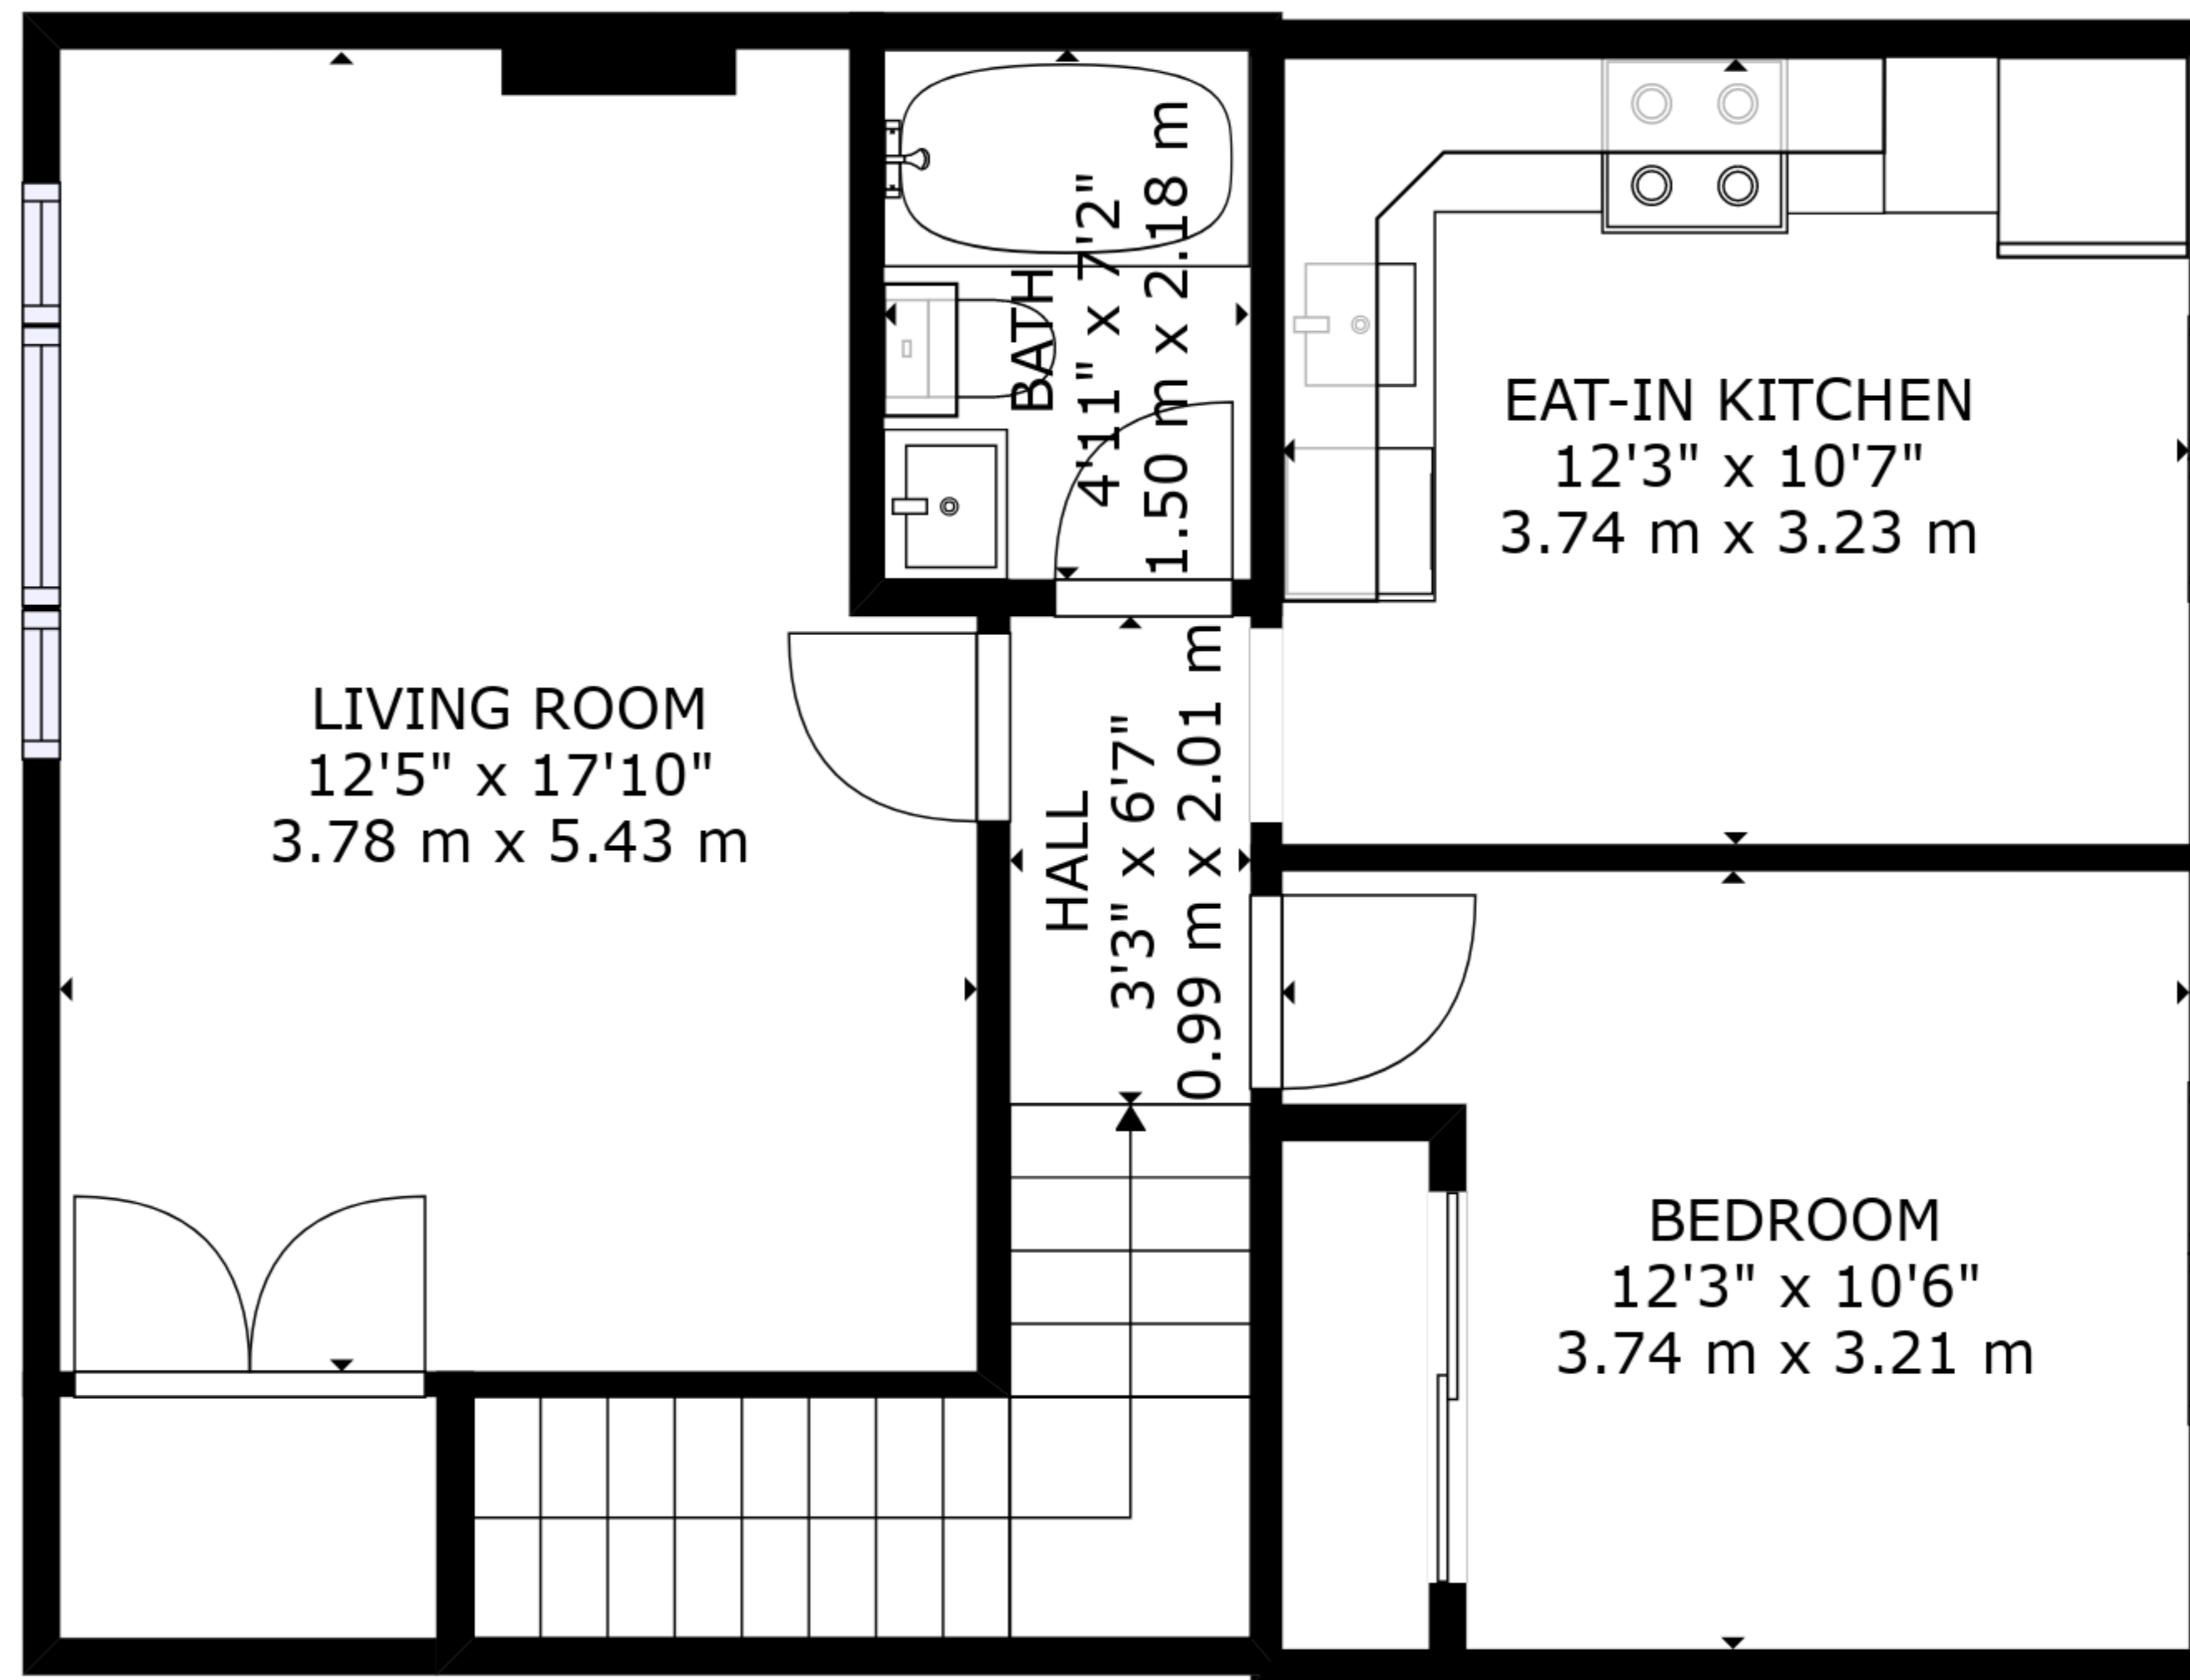 LIVING ROOM
12'5" x 17'10"
3.78 m x 5.43 m
BATH
4'11" x 7'2"
1.50 m x 2.18 m
HALL
3'3" x 6'7"
0.99 m x 2.01 m
EAT-IN KITCHEN
12'3" x 10'7"
3.74 m x 3.23 m
BEDROOM
12'3" x 10'6"
3.74 m x 3.21 m